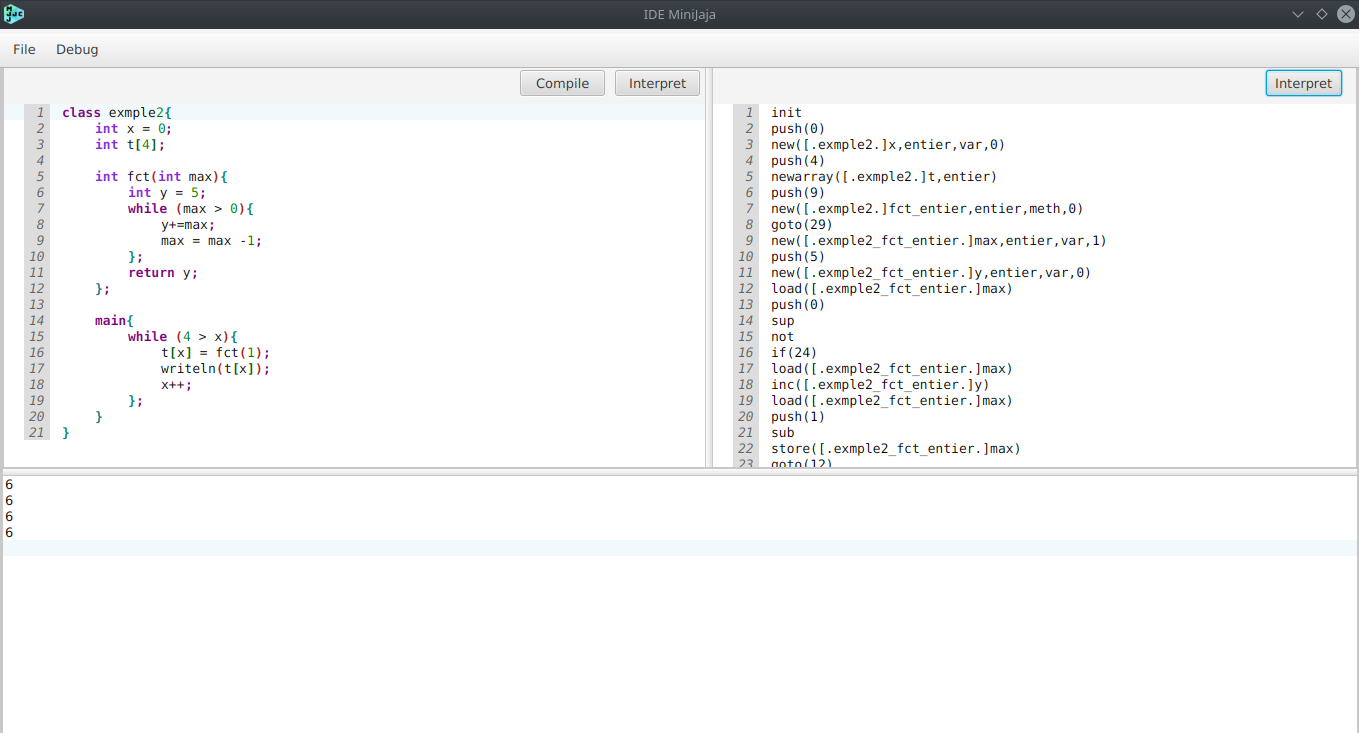 IDE MiniJaja
File Debug
Compile Interpret
1 class exmple2{
2 int x = 0;
3 int t[4];
4
5 int fct(int max){
6 int y = 5;
7 while (max > 0){
8 y+=max;
9 max = max -1;
10 };
11 return y;
12 };
13
14 main{
15 while (4 > x){
16 t[x] = fct(1);
17 writeln(t[x]);
18 x++;
19 };
20 }
21 }
Interpret
1 init
2 push(0)
3 new([.exmple2.]x,entier,var,0)
4 push(4)
5 newarray([.exmple2.]t,entier)
6 push(9)
7 new([.exmple2.]fct_entier,entier,meth,0)
8 goto(29)
9 new([.exmple2_fct_entier.]max,entier,var,1)
10 push(5)
11 new([.exmple2_fct_entier.]y,entier,var,0)
12 load([.exmple2_fct_entier.]max)
13 push(0)
14 sup
15 not
16 if(24)
17 load([.exmple2_fct_entier.]max)
18 inc([.exmple2_fct_entier.]y)
19 load([.exmple2_fct_entier.]max)
20 push(1)
21 sub
22 store([.exmple2_fct_entier.]max)
23 goto(12)
6
6
6
6